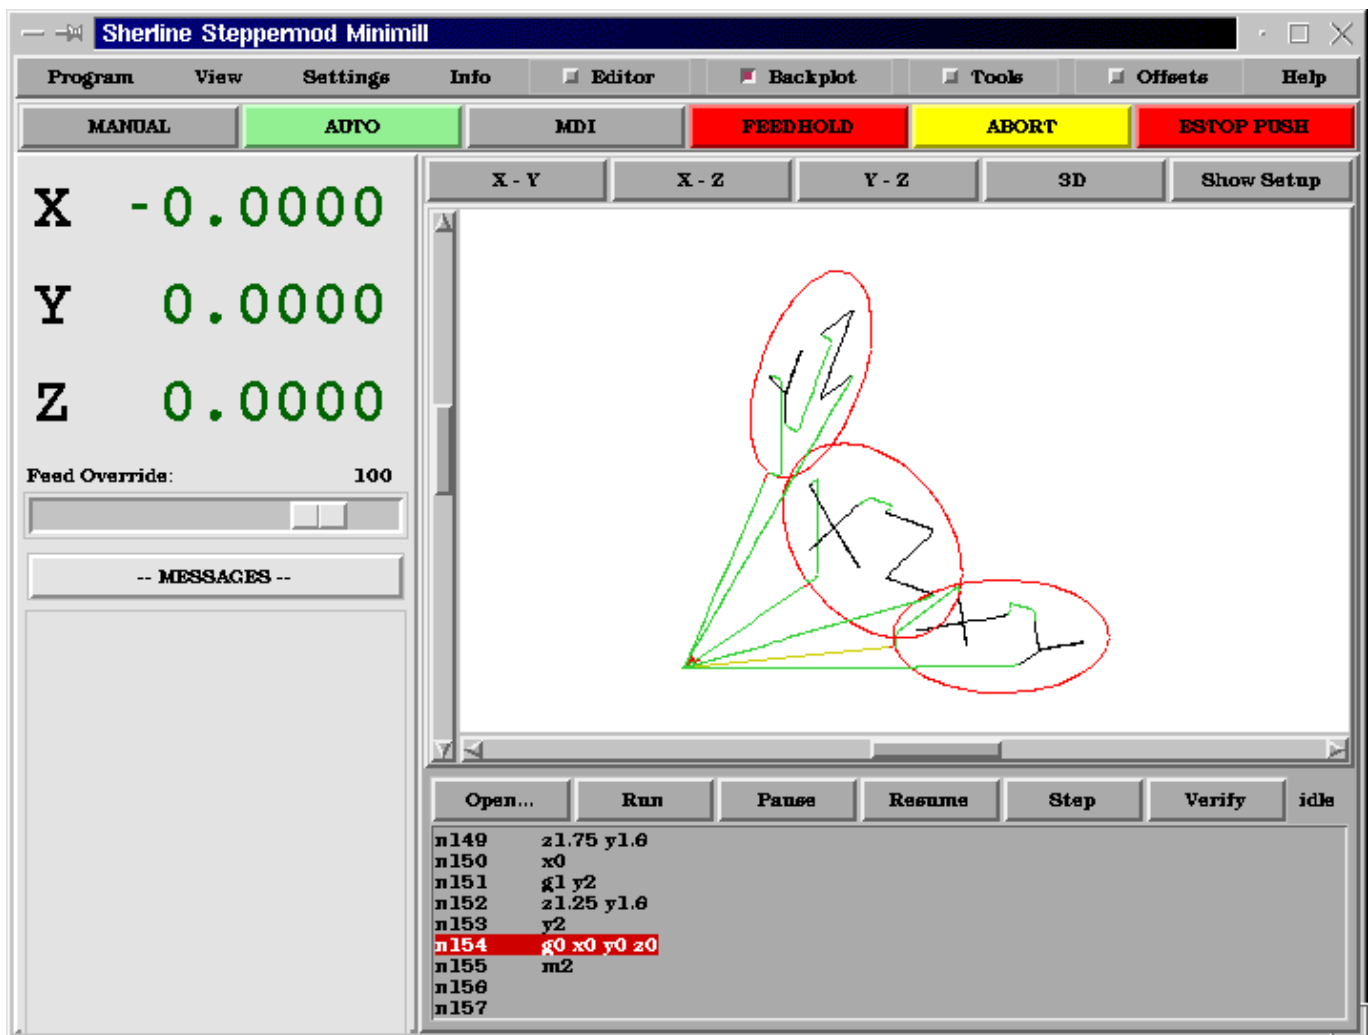 Sherline Steppermod Minimill
Program View Settings Info Editor Backplot Tools Offsets Help
MANUAL AUTO MDI FEEDHOLD ABORT ESTOP PUSH
X - Y X - Z Y - Z 3D Show Setup
X -0.0000
Y 0.0000
Z 0.0000
Feed Override: 100
-- MESSAGES --
YZ
XZ
XY
Open... Run Pause Resume Step Verify idle
n149 z1.75 y1.6
n150 x0
n151 g1 y2
n152 z1.25 y1.6
n153 y2
n154 g0 x0 y0 z0
n155 m2
n156
n157